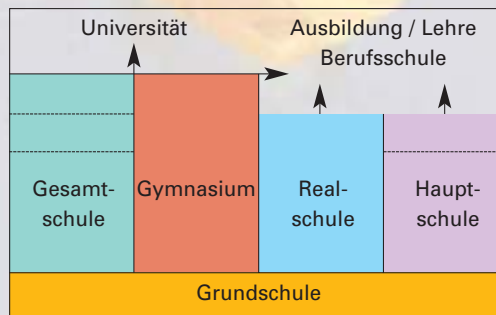 Universität
Ausbildung / Lehre
Berufsschule
Gesamt-
schule
Gymnasium
Real-
schule
Haupt-
schule
Grundschule